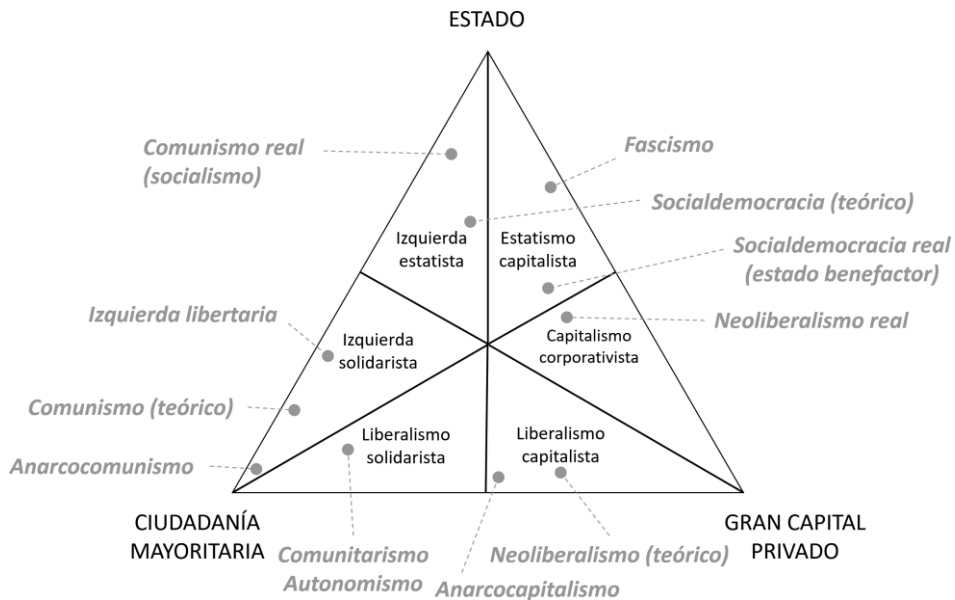 ESTADO
Comunismo real
(socialismo)
Fascismo
Socialdemocracia (teórico)
Izquierda
estatista
Estatismo
capitalista
Socialdemocracia real
(estado benefactor)
Izquierda libertaria
Neoliberalismo real
Izquierda
solidarista
Capitalismo
corporativista
Comunismo (teórico)
Liberalismo
solidarista
Liberalismo
capitalista
Anarcocomunismo
CIUDADANÍA
MAYORITARIA
GRAN CAPITAL
PRIVADO
Comunitarismo
Autonomismo
Neoliberalismo (teórico)
Anarcocapitalismo